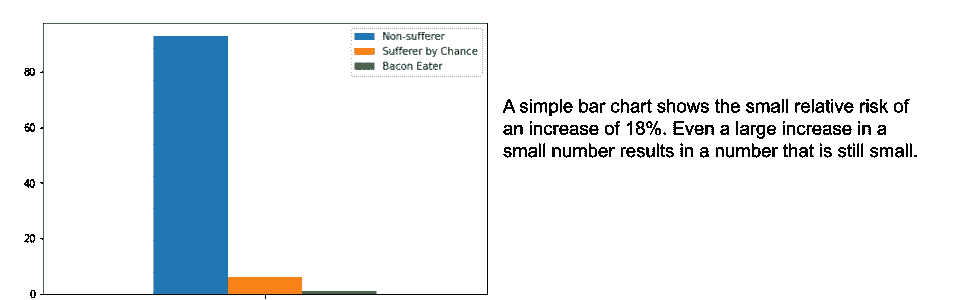 Non-sufferer
Sufferer by Chance
Bacon Eater
80
60
40
20
0
A simple bar chart shows the small relative risk of
an increase of 18%. Even a large increase in a
small number results in a number that is still small.